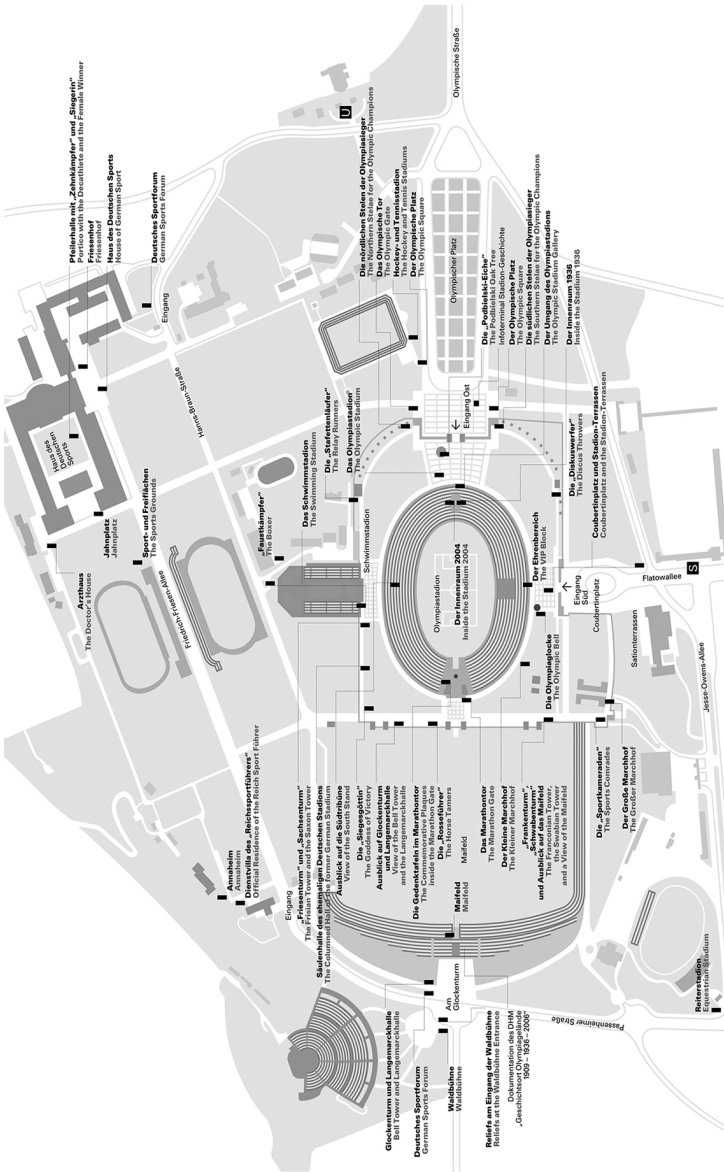 Pfeilerhalle mit „Zehnkämpfer“ und „Siegerin“
Portico with the Decathlete and the Female Winner
Friesenhof
Friesenhof
Haus des Deutschen Sports
House of German Sport
Deutsches Sportforum
German Sports Forum
Eingang
Haus des
Deutschen
Sports
Hanns-Braun-Straße
Jahnplatz
Jahnplatz
Sport- und Freiflächen
The Sports Grounds
Arzthaus
The Doctor's House
Friedrich-Friesen-Allee
„Faustkämpfer“
The Boxer
Das Schwimmstadion
The Swimming Stadium
Die „Stafettenläufer“
The Relay Runners
Das Olympiastadion
The Olympic Stadium
Die nördlichen Stelen der Olympiasieger
The Northern Stelae for the Olympic Champions
Das Olympische Tor
The Olympic Gate
Hockey- und Tennisstadion
The Hockey and Tennis Stadiums
Der Olympische Platz
The Olympic Square
U
Olympische Straße
Olympischer Platz
Die „Podbielski-Eiche“
The Podbielski Oak Tree
Infoterminal Stadion-Geschichte
Der Olympische Platz
The Olympic Square
Die südlichen Stelen der Olympiasieger
The Southern Stelae for the Olympic Champions
Der Umgang des Olympiastadions
The Olympic Stadium Gallery
Der Innenraum 1936
Inside the Stadium 1936
Eingang Ost
Die „Diskuswerfer“
The Discus Throwers
Coubertinplatz und Stadion-Terrassen
Coubertinplatz and the Stadion-Terrassen
Schwimmstadion
Olympiastadion
Der Innenraum 2004
Inside the Stadium 2004
Der Ehrenbereich
The VIP Block
Eingang
Süd
Coubertinplatz
Flatowallee
S
Die Olympiaglocke
The Olympic Bell
Sationterrassen
Jesse-Owens-Allee
Annaheim
Annaheim
Dienstvilla des „Reichssportführers“
Official Residence of the Reich Sport Führer
Eingang
„Friesenturm“ und „Sachsenturm“
The Frisian Tower and the Saxon Tower
Säulenhalle des ehemaligen Deutschen Stadions
The Columned Hall of the former German Stadium
Ausblick auf die Südtribüne
View of the South Stand
Die „Siegesgöttin“
The Goddess of Victory
Ausblick auf Glockenturm
und Langemarckhalle
View of the Bell Tower
and the Langemarckhalle
Die Gedenktafeln im Marathontor
The Commemorative Plaques
inside the Marathon Gate
Die „Rosseführer“
The Horse Tamers
Maifeld
Maifeld
Maifeld
Das Marathontor
The Marathon Gate
Der Kleine Marchhof
The Kleiner Marchhof
„Frankenturm“,
„Schwabenturm“
und Ausblick auf das Maifeld
The Franconian Tower,
the Swabian Tower
and a View of the Maifeld
Die „Sportkameraden“
The Sports Comrades
Der Große Marchhof
The Großer Marchhof
Glockenturm und Langemarckhalle
Bell Tower and Langemarckhalle
Deutsches Sportforum
German Sports Forum
Am
Glockenturm
Waldbühne
Waldbühne
Reliefs am Eingang der Waldbühne
Reliefs at the Waldbühne Entrance
Dokumentation des DHM
„Geschichtsort Olympiagelände
1909 – 1936 – 2006“
Passenheimer Straße
Reiterstadion
Equestrian Stadium